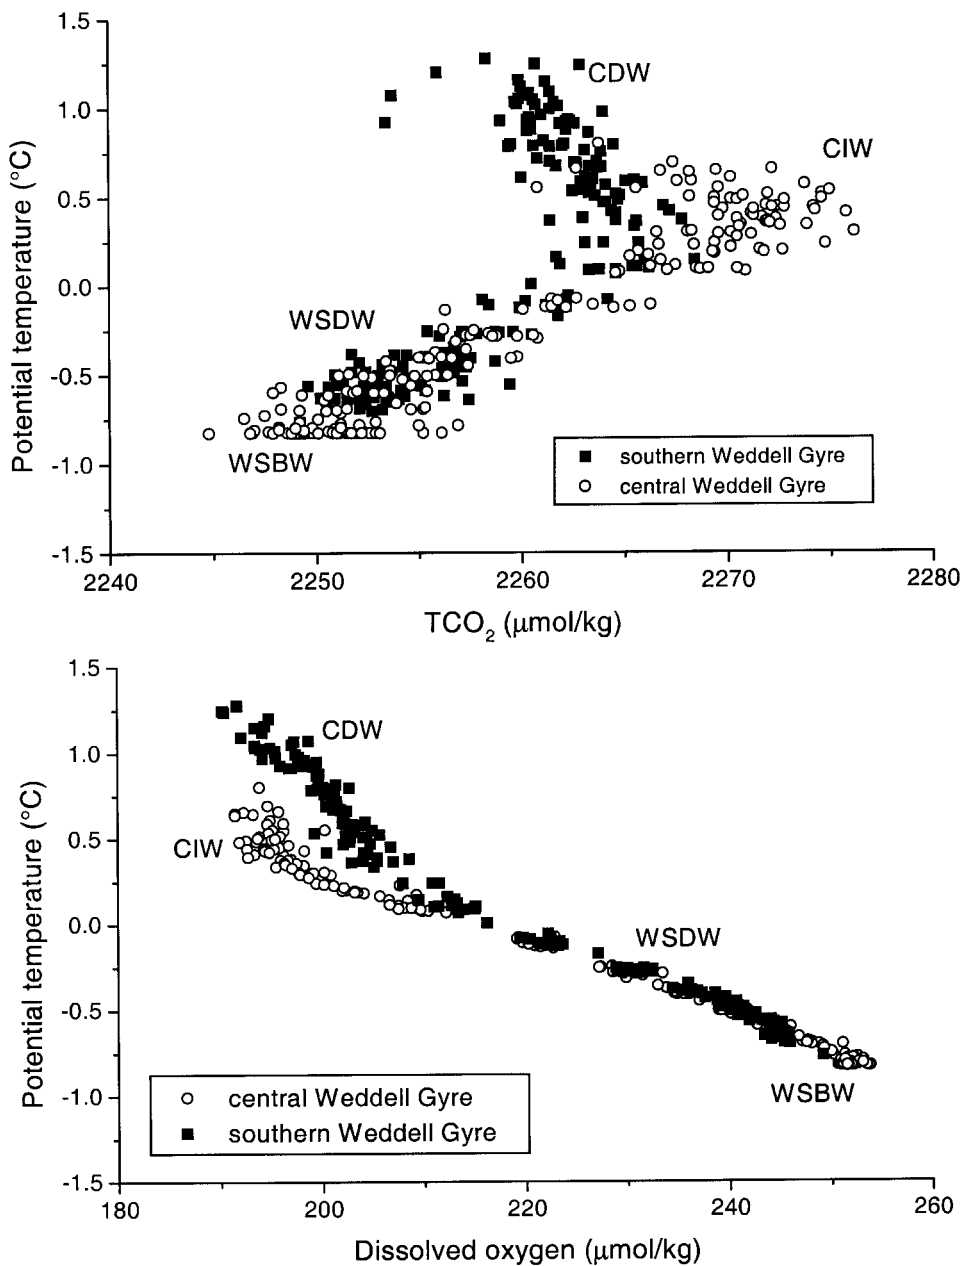 1.5
1.0
0.5
0.0
-0.5
-1.0
-1.5
Potential temperature (°C)
CDW
CIW
WSDW
WSBW
southern Weddell Gyre
central Weddell Gyre
2240
2250
2260
2270
2280
TCO₂ (μmol/kg)
1.5
1.0
0.5
0.0
-0.5
-1.0
-1.5
Potential temperature (°C)
CDW
CIW
WSDW
WSBW
central Weddell Gyre
southern Weddell Gyre
180
200
220
240
260
Dissolved oxygen (μmol/kg)